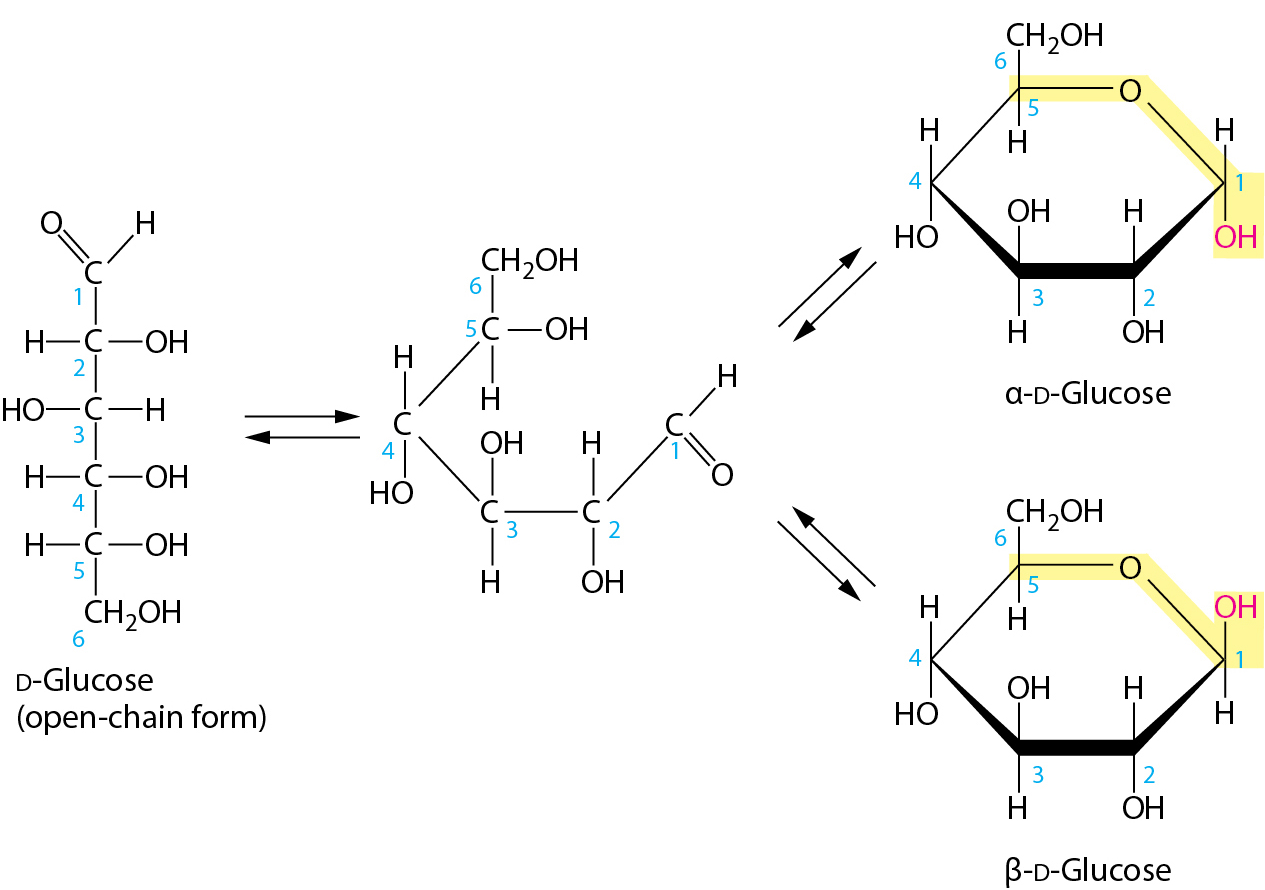 O H
C
1
H C OH
2
HO C H
3
H C OH
4
H C OH
5
CH₂OH
6
D-Glucose
(open-chain form)
CH₂OH
6
5 C OH
H
H
C
4
HO
OH
C 3
H
H
C 2
OH
H
C
1
O
CH₂OH
6
5
O
H
H
4
HO
OH
3
H
H
2
OH
H
1
OH
α-D-Glucose
CH₂OH
6
5
O
H
H
4
HO
OH
3
H
H
2
OH
OH
1
H
β-D-Glucose